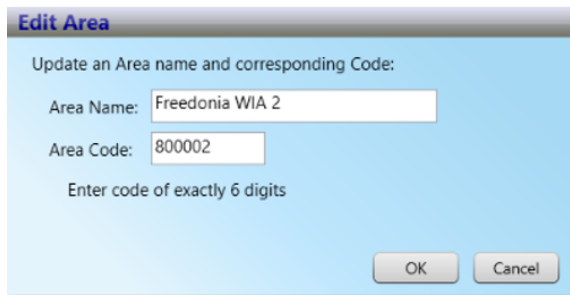 Edit Area
Update an Area name and corresponding Code:
Area Name: Freedonia WIA 2
Area Code: 800002
Enter code of exactly 6 digits
OK Cancel